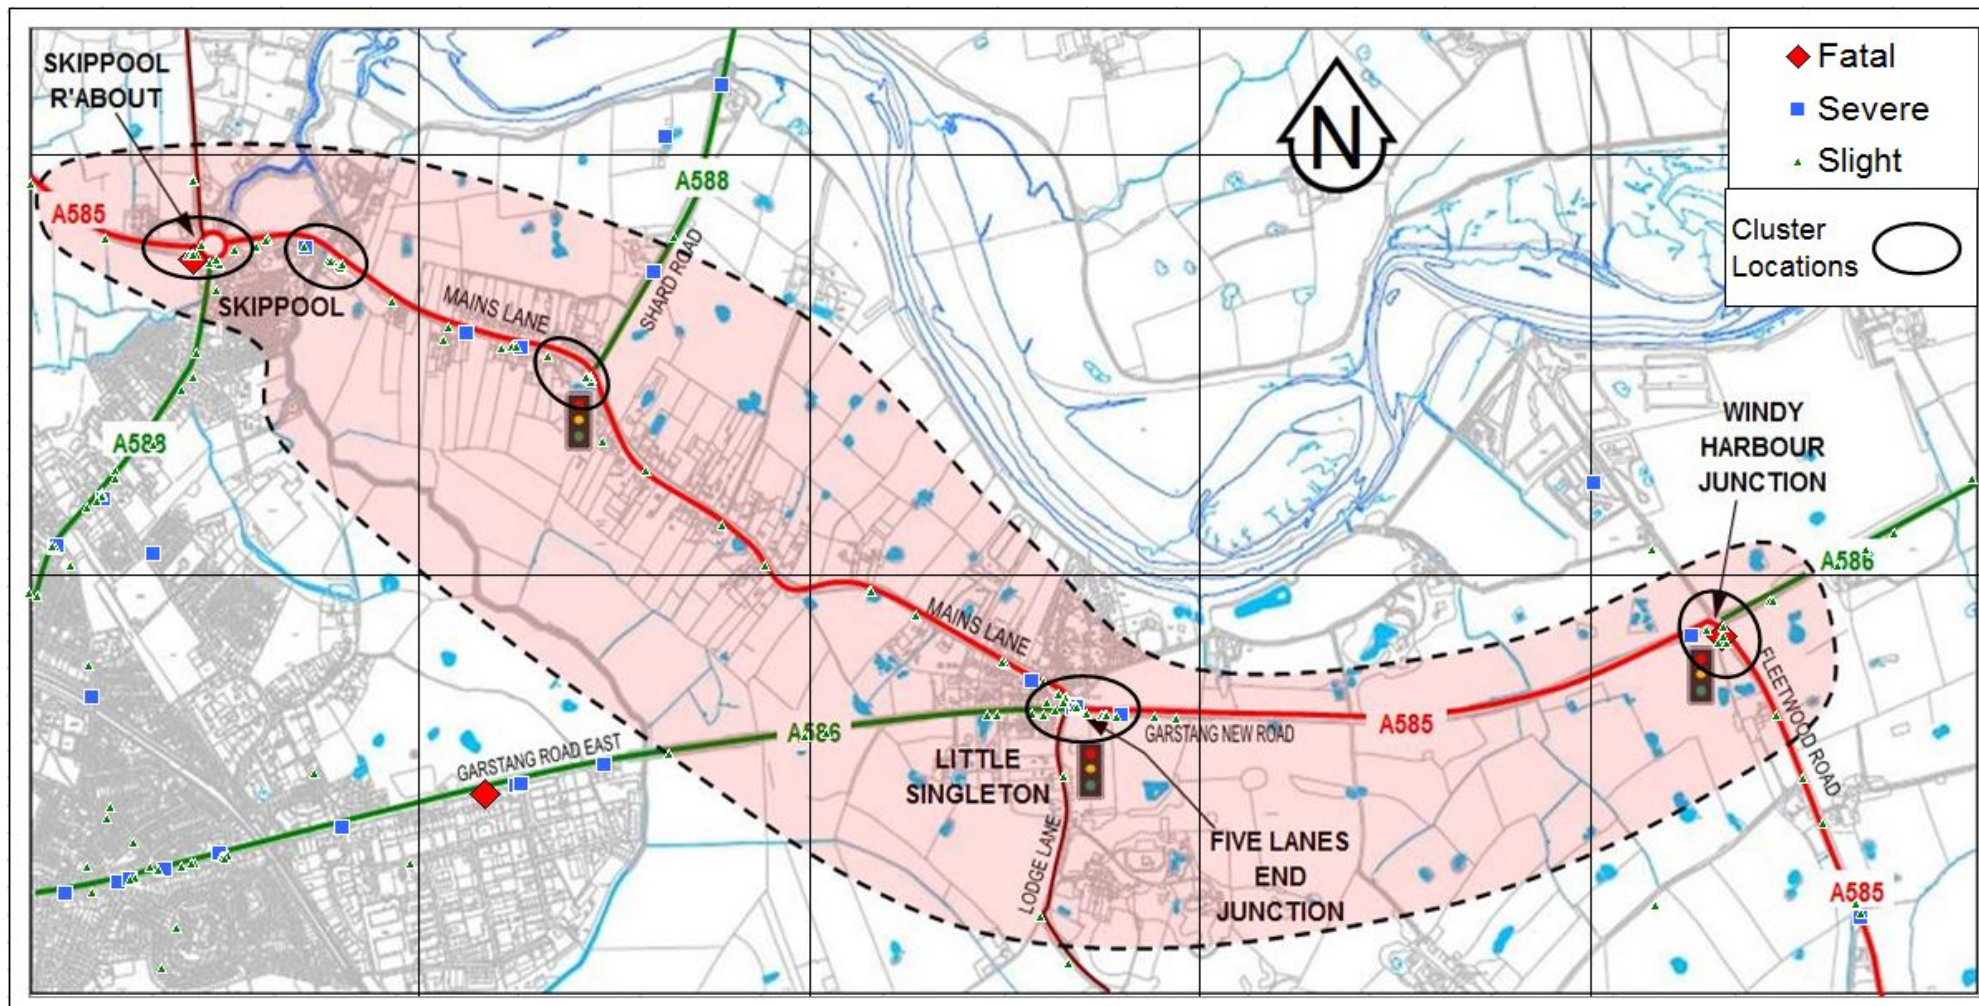 SKIPPOOL
R'ABOUT
N
Fatal
Severe
Slight
Cluster
Locations
A585
A588
SHARD ROAD
SKIPPOOL
MAINS LANE
A588
WINDY
HARBOUR
JUNCTION
A586
MAINS LANE
FLEETWOOD ROAD
A586
GARSTANG ROAD EAST
GARSTANG NEW ROAD
A585
LITTLE
SINGLETON
LODGE LANE
FIVE LANES
END
JUNCTION
A585